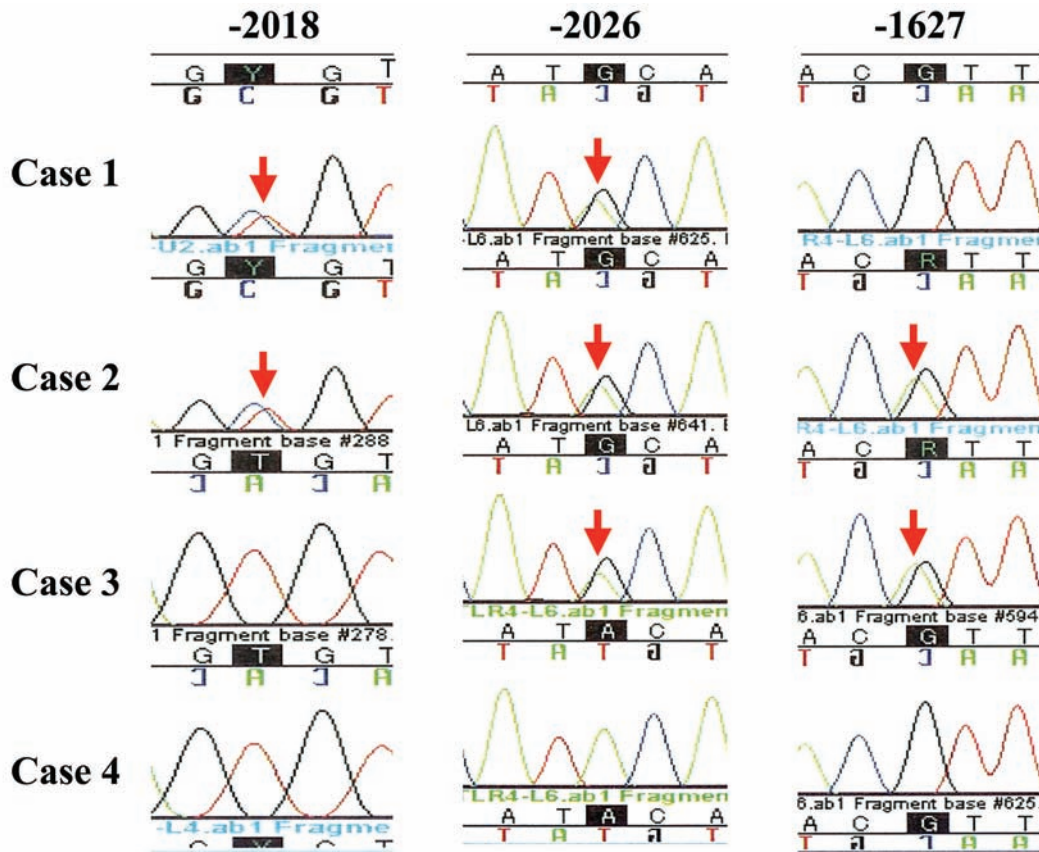 -2018 -2026 -1627
G Y G T A T G C A A C G T T
G C G T T A C G T T G C A A
Case 1
-U2.ab1 Fragmen -L6.ab1 Fragment base #625. R4-L6.ab1 Fragmen
G Y G T A T G C A A C R T T
G C G T T A C G T T G C A A
Case 2
1 Fragment base #288 L6.ab1 Fragment base #641. R4-L6.ab1 Fragmen
G T G T A T G C A A C R T T
C A C A T A C G T T G C A A
Case 3
1 Fragment base #278. LR4-L6.ab1 Fragmen 6.ab1 Fragment base #594
G T G T A T A C A A C G T T
C A C A T A T G T T G C A A
Case 4
-L4.ab1 Fragme LR4-L6.ab1 Fragmen 6.ab1 Fragment base #625.
A T A C A A C G T T
T A T G T T G C A A